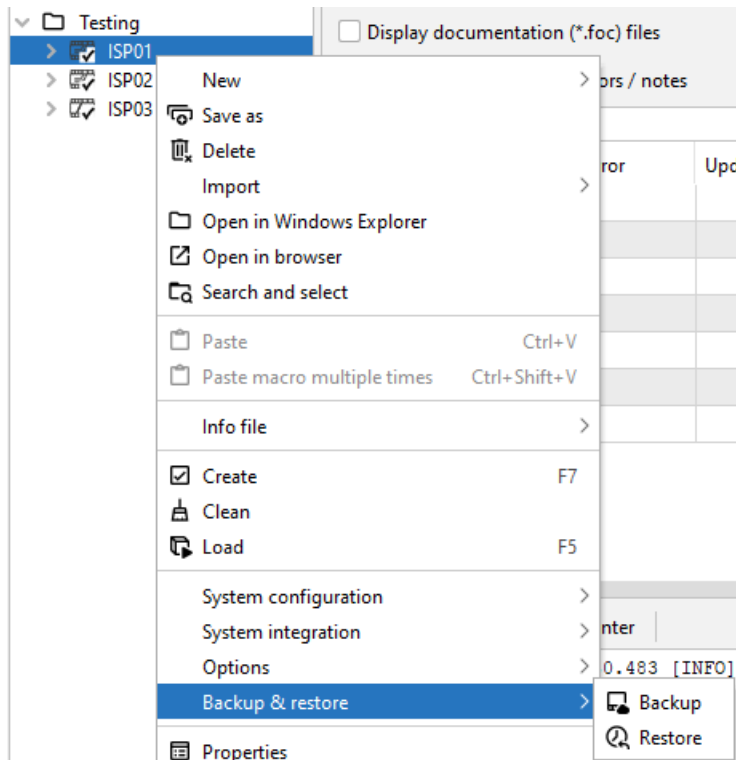 Testing
Display documentation (*.foc) files
ISP01
ISP02
New
ors / notes
ISP03
Save as
Delete
ror
Upd
Import
Open in Windows Explorer
Open in browser
Search and select
Paste Ctrl+V
Paste macro multiple times Ctrl+Shift+V
Info file
Create F7
Clean
Load F5
System configuration
System integration
nter
Options
0.483 [INFO]
Backup & restore
Backup
Restore
Properties